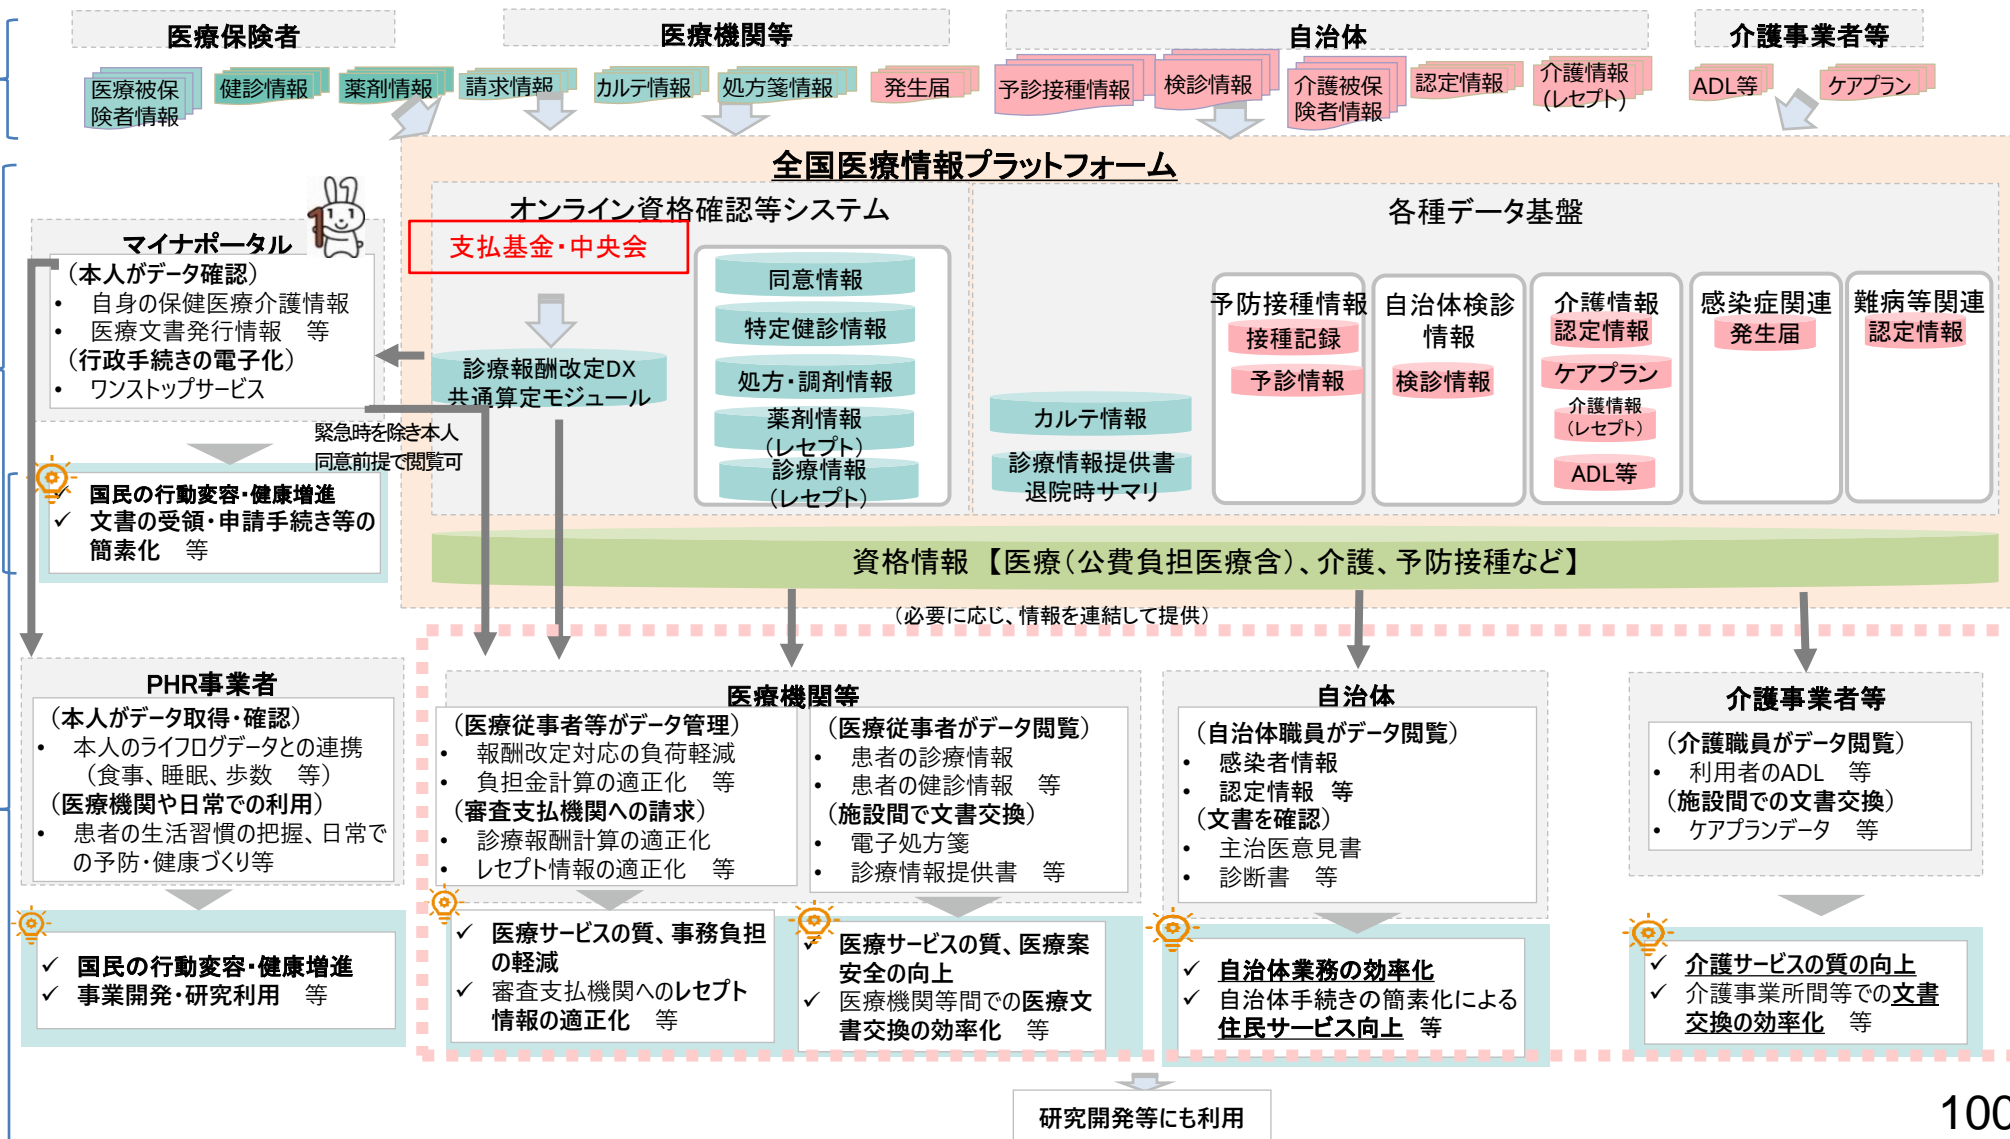 医療保険者
医療機関等
自治体
介護事業者等
医療被保
険者情報
健診情報
薬剤情報
請求情報
カルテ情報
処方箋情報
発生届
予診接種情報
検診情報
介護被保
険者情報
認定情報
介護情報
(レセプト)
ADL等
ケアプラン
全国医療情報プラットフォーム
オンライン資格確認等システム
支払基金・中央会
診療報酬改定DX
共通算定モジュール
同意情報
特定健診情報
処方・調剤情報
薬剤情報
(レセプト)
診療情報
(レセプト)
各種データ基盤
カルテ情報
診療情報提供書
退院時サマリ
予防接種情報
接種記録
予診情報
自治体検診
情報
検診情報
介護情報
認定情報
ケアプラン
介護情報
(レセプト)
ADL等
感染症関連
発生届
難病等関連
認定情報
資格情報 【医療(公費負担医療含)、介護、予防接種など】
(必要に応じ、情報を連結して提供)
マイナポータル
(本人がデータ確認)
• 自身の保健医療介護情報
• 医療文書発行情報 等
(行政手続きの電子化)
• ワンストップサービス
緊急時を除き本人
同意前提で閲覧可
✓ 国民の行動変容・健康増進
✓ 文書の受領・申請手続き等の
簡素化 等
PHR事業者
(本人がデータ取得・確認)
• 本人のライフログデータとの連携
(食事、睡眠、歩数 等)
(医療機関や日常での利用)
• 患者の生活習慣の把握、日常で
の予防・健康づくり等
✓ 国民の行動変容・健康増進
✓ 事業開発・研究利用 等
医療機関等
(医療従事者等がデータ管理)
• 報酬改定対応の負荷軽減
• 負担金計算の適正化 等
(審査支払機関への請求)
• 診療報酬計算の適正化
• レセプト情報の適正化 等
(医療従事者がデータ閲覧)
• 患者の診療情報
• 患者の健診情報 等
(施設間で文書交換)
• 電子処方箋
• 診療情報提供書 等
✓ 医療サービスの質、事務負担
の軽減
✓ 審査支払機関へのレセプト
情報の適正化 等
✓ 医療サービスの質、医療案
安全の向上
✓ 医療機関等間での医療文
書交換の効率化 等
自治体
(自治体職員がデータ閲覧)
• 感染者情報
• 認定情報 等
(文書を確認)
• 主治医意見書
• 診断書 等
✓ 自治体業務の効率化
✓ 自治体手続きの簡素化による
住民サービス向上 等
介護事業者等
(介護職員がデータ閲覧)
• 利用者のADL 等
(施設間での文書交換)
• ケアプランデータ 等
✓ 介護サービスの質の向上
✓ 介護事業所間等での文書
交換の効率化 等
研究開発等にも利用
100